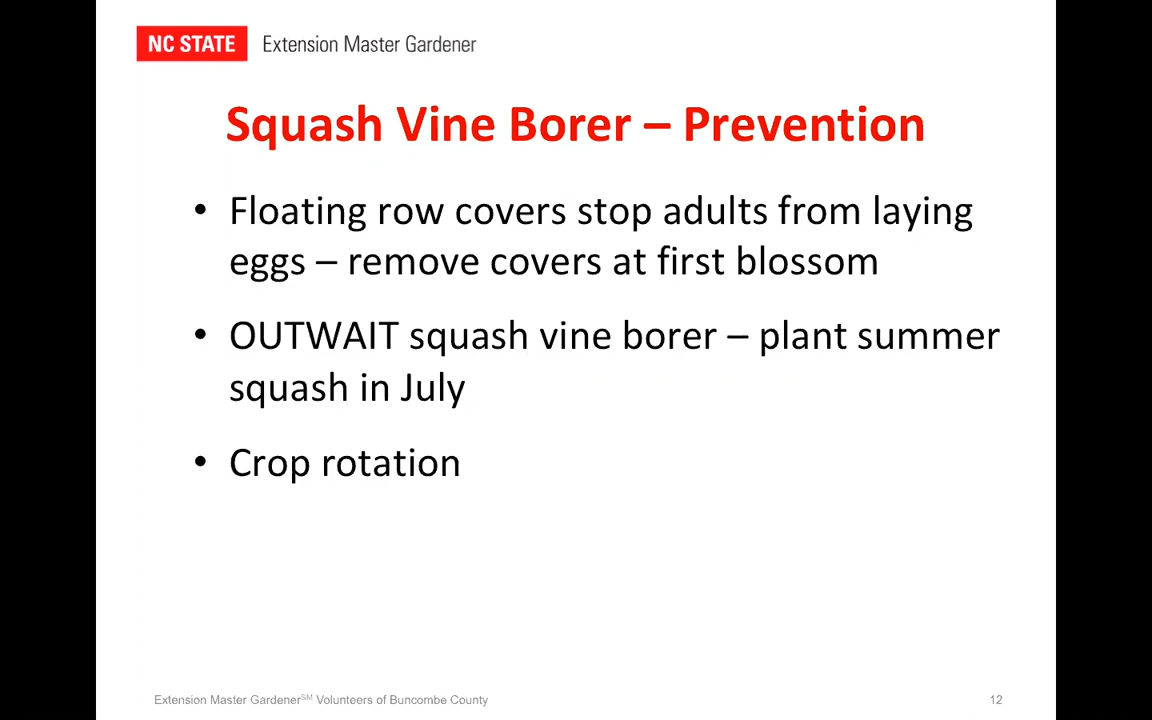 NC STATE Extension Master Gardener
Squash Vine Borer – Prevention
• Floating row covers stop adults from laying
eggs – remove covers at first blossom
• OUTWAIT squash vine borer – plant summer
squash in July
• Crop rotation
Extension Master Gardener℠ Volunteers of Buncombe County 12